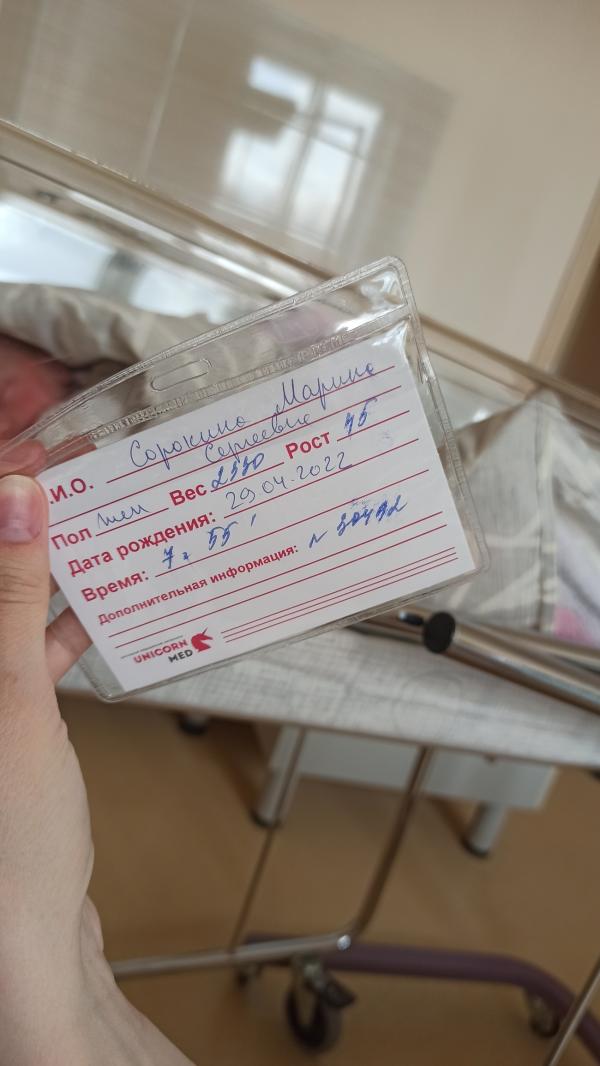 .И.О. Сорокина Марина
Сергеевна
Пол жен Вес 2530 Рост 45
Дата рождения: 29.04.2022
Время: 7 ч 55 '
Дополнительная информация: №
UNICORN
MED